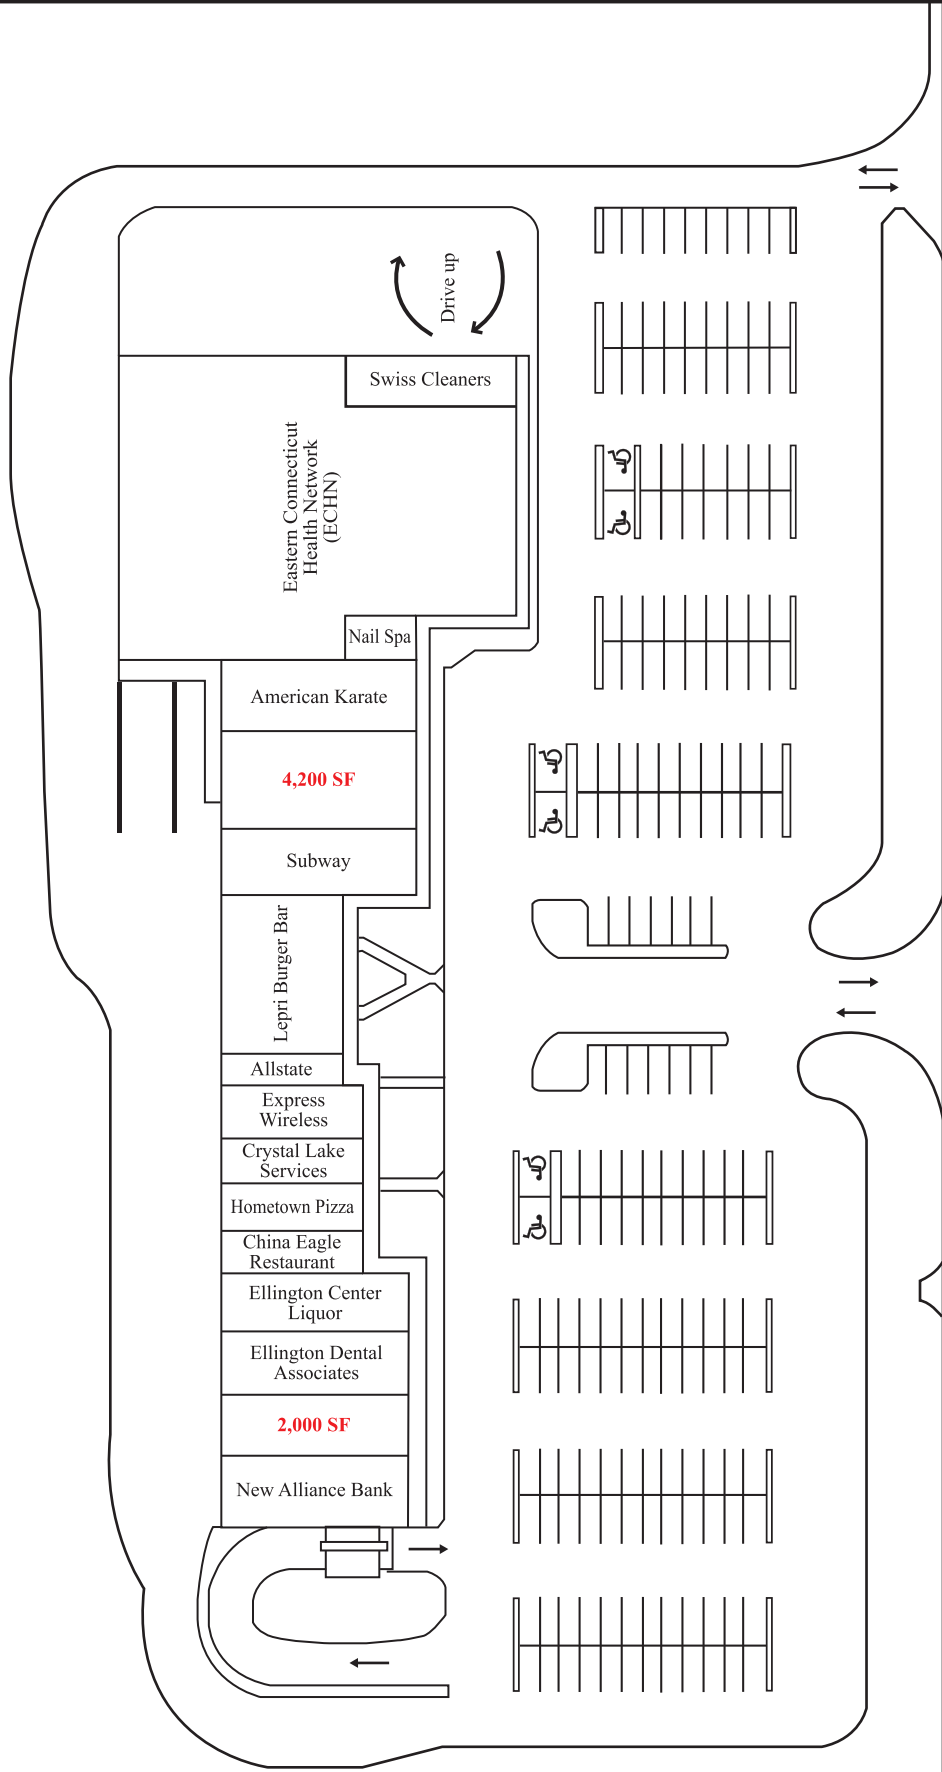 Drive up
Swiss Cleaners
Eastern Connecticut
Health Network
(ECHN)
Nail Spa
American Karate
4,200 SF
Subway
Lepri Burger Bar
Allstate
Express
Wireless
Crystal Lake
Services
Hometown Pizza
China Eagle
Restaurant
Ellington Center
Liquor
Ellington Dental
Associates
2,000 SF
New Alliance Bank